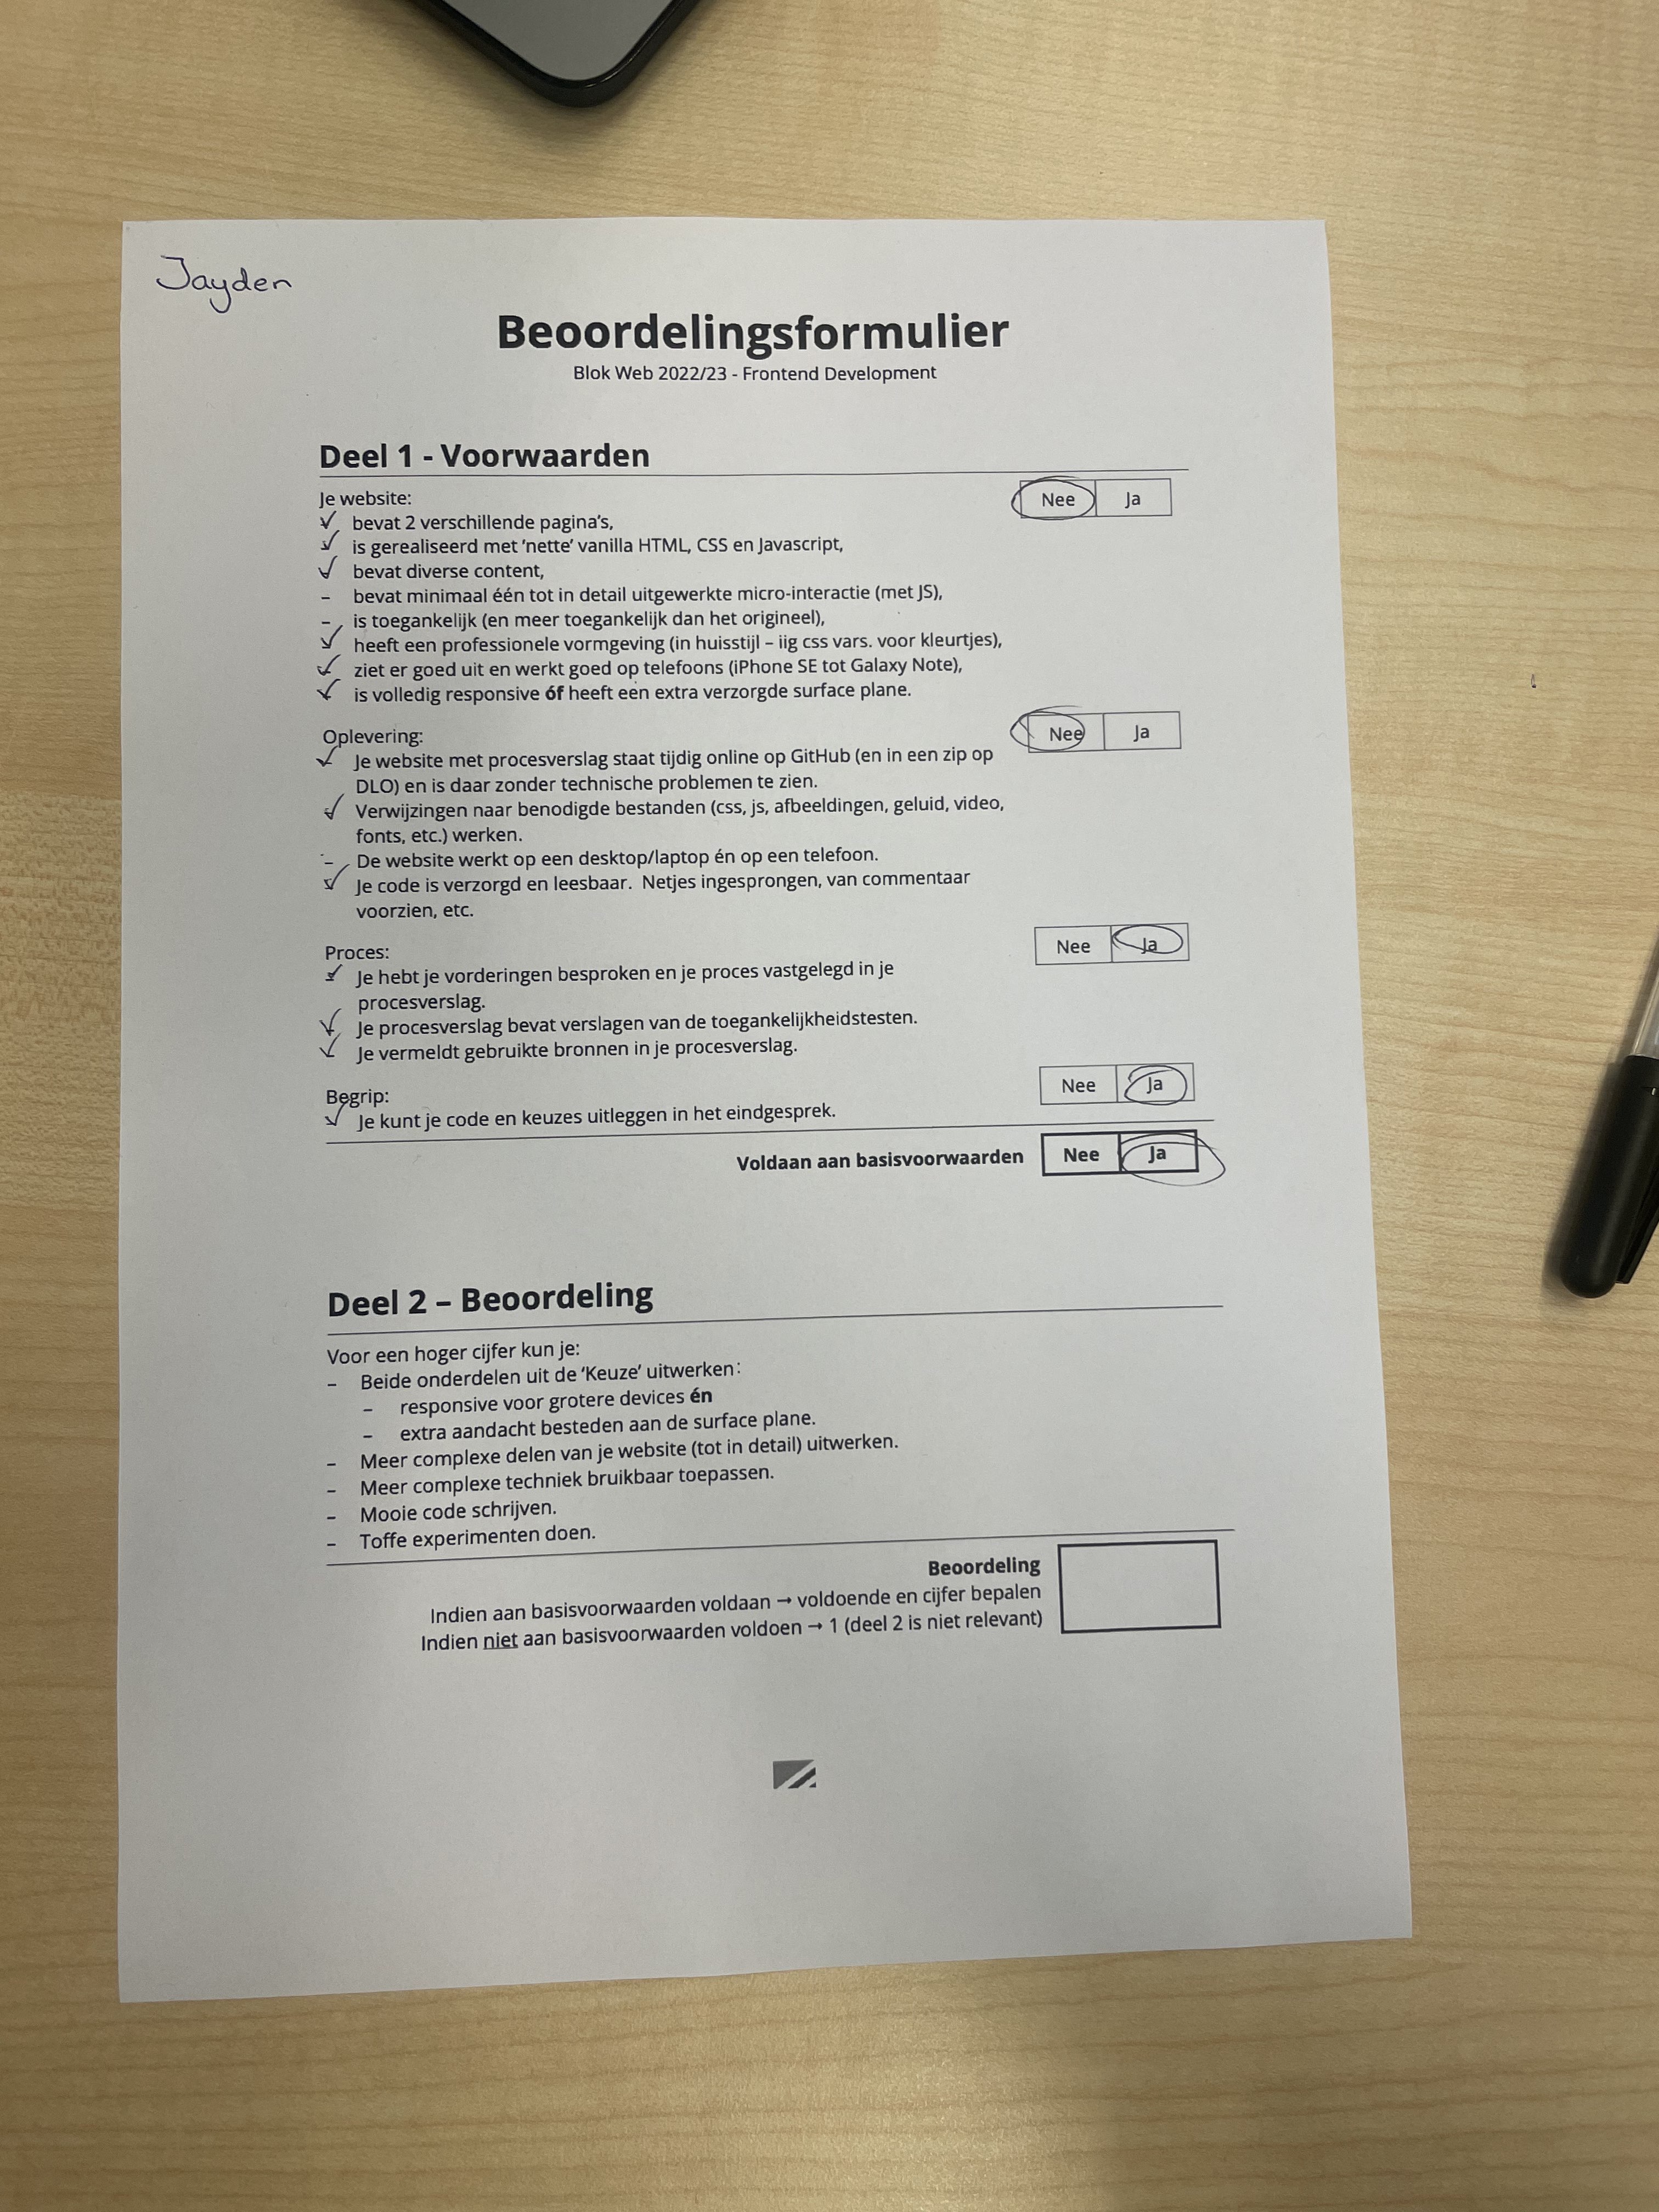 Jayden
Beoordelingsformulier
Blok Web 2022/23 - Frontend Development
Deel 1 - Voorwaarden
Je website:
Nee Ja
✓ bevat 2 verschillende pagina's,
✓ is gerealiseerd met 'nette' vanilla HTML, CSS en Javascript,
✓ bevat diverse content,
– bevat minimaal één tot in detail uitgewerkte micro-interactie (met JS),
– is toegankelijk (en meer toegankelijk dan het origineel),
✓ heeft een professionele vormgeving (in huisstijl – iig css vars. voor kleurtjes),
✓ ziet er goed uit en werkt goed op telefoons (iPhone SE tot Galaxy Note),
✓ is volledig responsive óf heeft een extra verzorgde surface plane.
Oplevering:
Nee Ja
✓ Je website met procesverslag staat tijdig online op GitHub (en in een zip op
DLO) en is daar zonder technische problemen te zien.
✓ Verwijzingen naar benodigde bestanden (css, js, afbeeldingen, geluid, video,
fonts, etc.) werken.
– De website werkt op een desktop/laptop én op een telefoon.
✓ Je code is verzorgd en leesbaar. Netjes ingesprongen, van commentaar
voorzien, etc.
Proces:
Nee Ja
✓ Je hebt je vorderingen besproken en je proces vastgelegd in je
procesverslag.
✓ Je procesverslag bevat verslagen van de toegankelijkheidstesten.
✓ Je vermeldt gebruikte bronnen in je procesverslag.
Begrip:
Nee Ja
✓ Je kunt je code en keuzes uitleggen in het eindgesprek.
Voldaan aan basisvoorwaarden Nee Ja
Deel 2 – Beoordeling
Voor een hoger cijfer kun je:
– Beide onderdelen uit de 'Keuze' uitwerken:
– responsive voor grotere devices én
– extra aandacht besteden aan de surface plane.
– Meer complexe delen van je website (tot in detail) uitwerken.
– Meer complexe techniek bruikbaar toepassen.
– Mooie code schrijven.
– Toffe experimenten doen.
Beoordeling
Indien aan basisvoorwaarden voldaan → voldoende en cijfer bepalen
Indien niet aan basisvoorwaarden voldoen → 1 (deel 2 is niet relevant)